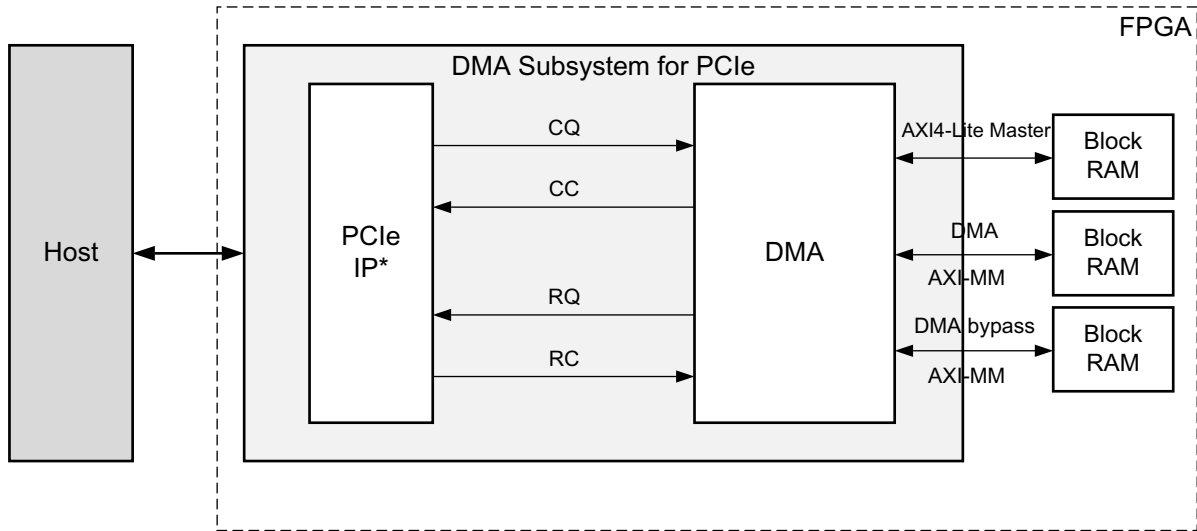 FPGA
DMA Subsystem for PCIe
Host
PCIe
IP*
CQ
CC
RQ
RC
DMA
AXI4-Lite Master
DMA
AXI-MM
DMA bypass
AXI-MM
Block
RAM
Block
RAM
Block
RAM